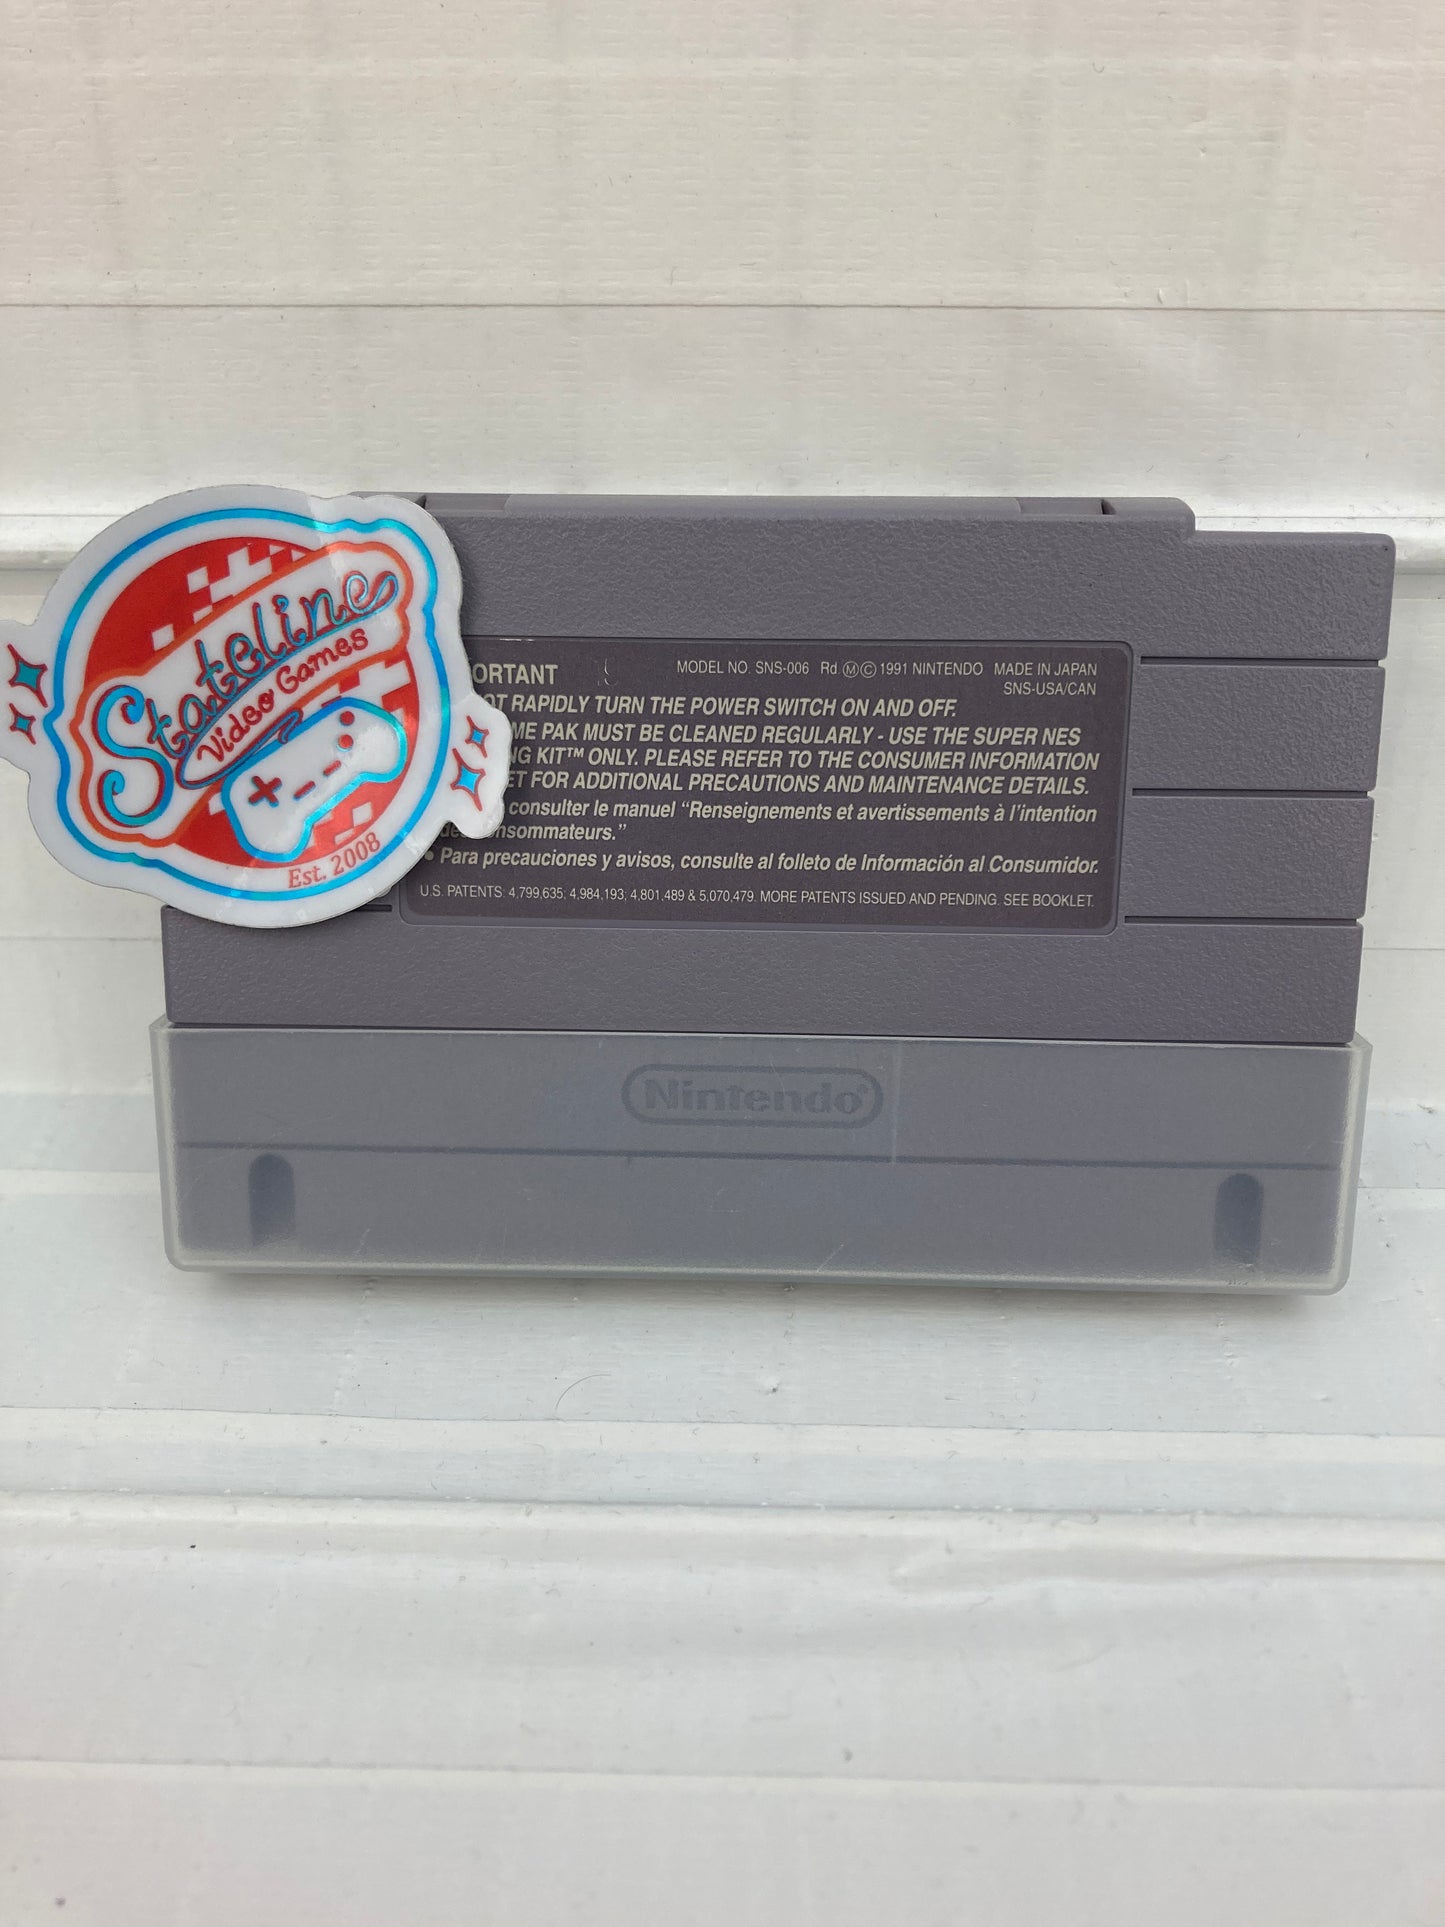 Stateline
Video Games
Est. 2008
ORTANT
MODEL NO. SNS-006 Rd ⓂⒸ 1991 NINTENDO MADE IN JAPAN
SNS-USA/CAN
OT RAPIDLY TURN THE POWER SWITCH ON AND OFF.
ME PAK MUST BE CLEANED REGULARLY - USE THE SUPER NES
NG KIT™ ONLY. PLEASE REFER TO THE CONSUMER INFORMATION
ET FOR ADDITIONAL PRECAUTIONS AND MAINTENANCE DETAILS.
consulter le manuel “Renseignements et avertissements à l’intention
des consommateurs.”
• Para precauciones y avisos, consulte al folleto de Información al Consumidor.
U.S. PATENTS: 4,799,635; 4,984,193; 4,801,489 & 5,070,479. MORE PATENTS ISSUED AND PENDING. SEE BOOKLET.
Nintendo®